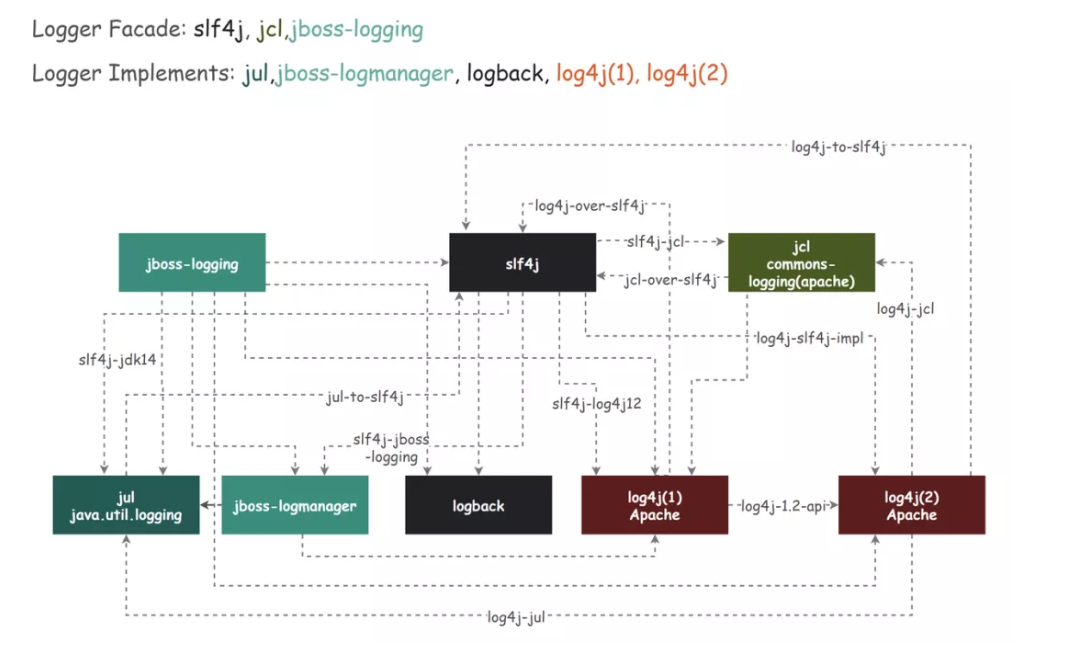 Logger Facade: slf4j, jcl,jboss-logging
Logger Implements: jul,jboss-logmanager, logback, log4j(1), log4j(2)
log4j-to-slf4j
log4j-over-slf4j
jboss-logging
slf4j
slf4j-jcl
jcl-over-slf4j
jcl
commons-
logging(apache)
log4j-jcl
log4j-slf4j-impl
slf4j-jdk14
jul-to-slf4j
slf4j-log4j12
slf4j-jboss
-logging
jul
java.util.logging
jboss-logmanager
logback
log4j(1)
Apache
log4j-1.2-api
log4j(2)
Apache
log4j-jul